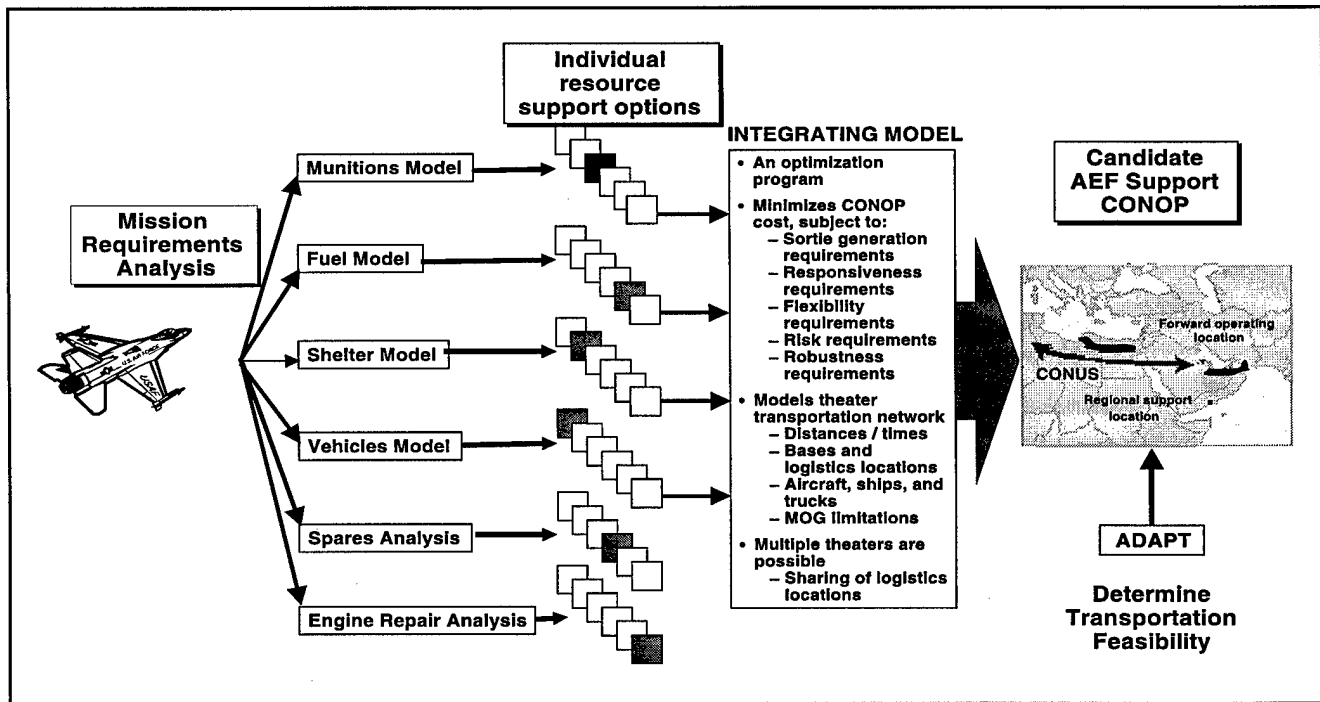 Mission
Requirements
Analysis
U.S. AIR FORCE
USAF
Munitions Model
Fuel Model
Shelter Model
Vehicles Model
Spares Analysis
Engine Repair Analysis
Individual
resource
support options
INTEGRATING MODEL
• An optimization
program
• Minimizes CONOP
cost, subject to:
– Sortie generation
requirements
– Responsiveness
requirements
– Flexibility
requirements
– Risk requirements
– Robustness
requirements
• Models theater
transportation network
– Distances / times
– Bases and
logistics locations
– Aircraft, ships, and
trucks
– MOG limitations
• Multiple theaters are
possible
– Sharing of logistics
locations
Candidate
AEF Support
CONOP
Forward operating
location
CONUS
Regional support
location
ADAPT
Determine
Transportation
Feasibility